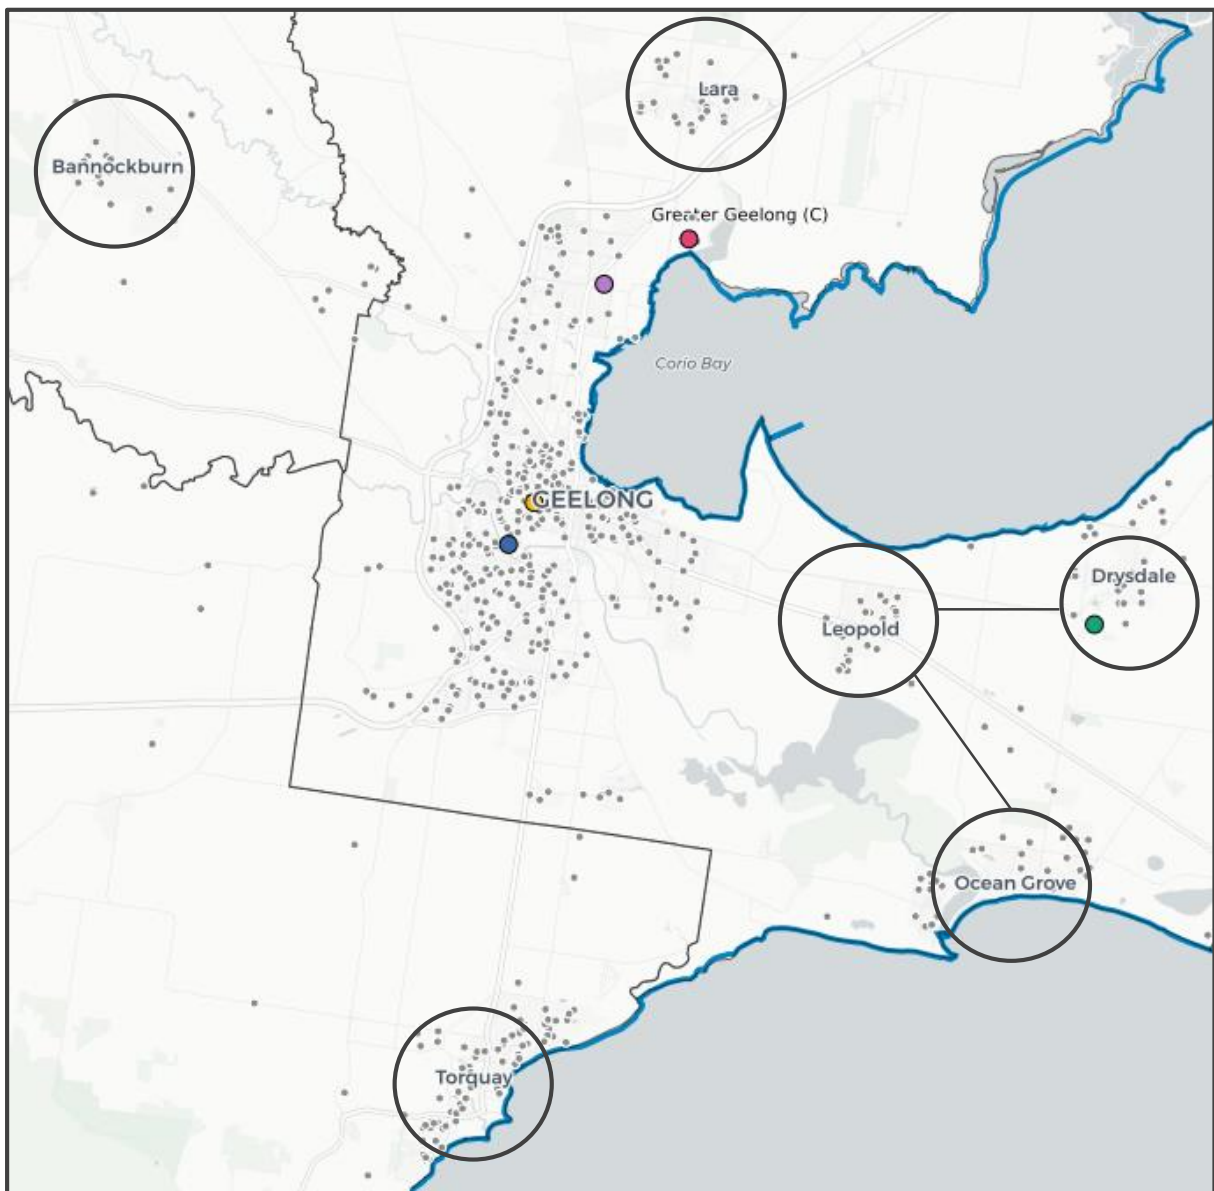 Lara
Bannockburn
Greater Geelong (C)
Corio Bay
GEELONG
Drysdale
Leopold
Ocean Grove
Torquay